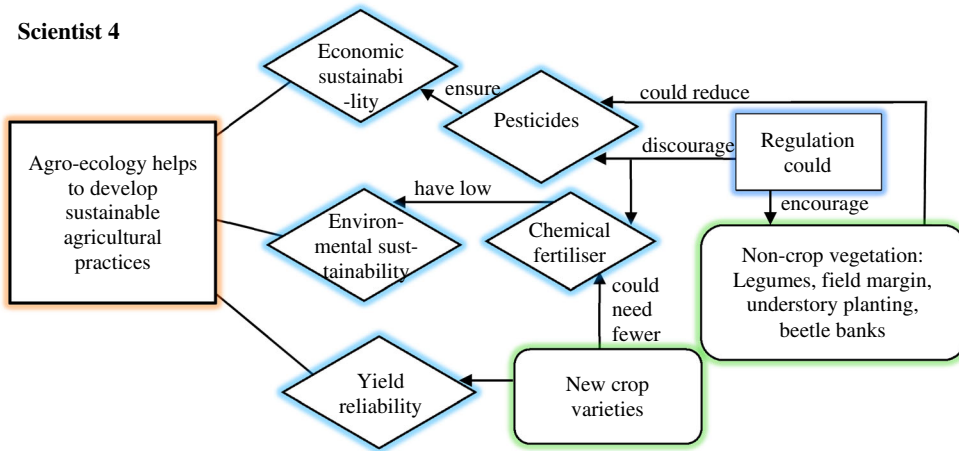 Scientist 4
Economic
sustainabi
-lity
ensure
Pesticides
could reduce
discourage
Regulation
could
encourage
Agro-ecology helps
to develop
sustainable
agricultural
practices
have low
Environ-
mental sust-
tainability
Chemical
fertiliser
Non-crop vegetation:
Legumes, field margin,
understory planting,
beetle banks
could
need
fewer
Yield
reliability
New crop
varieties